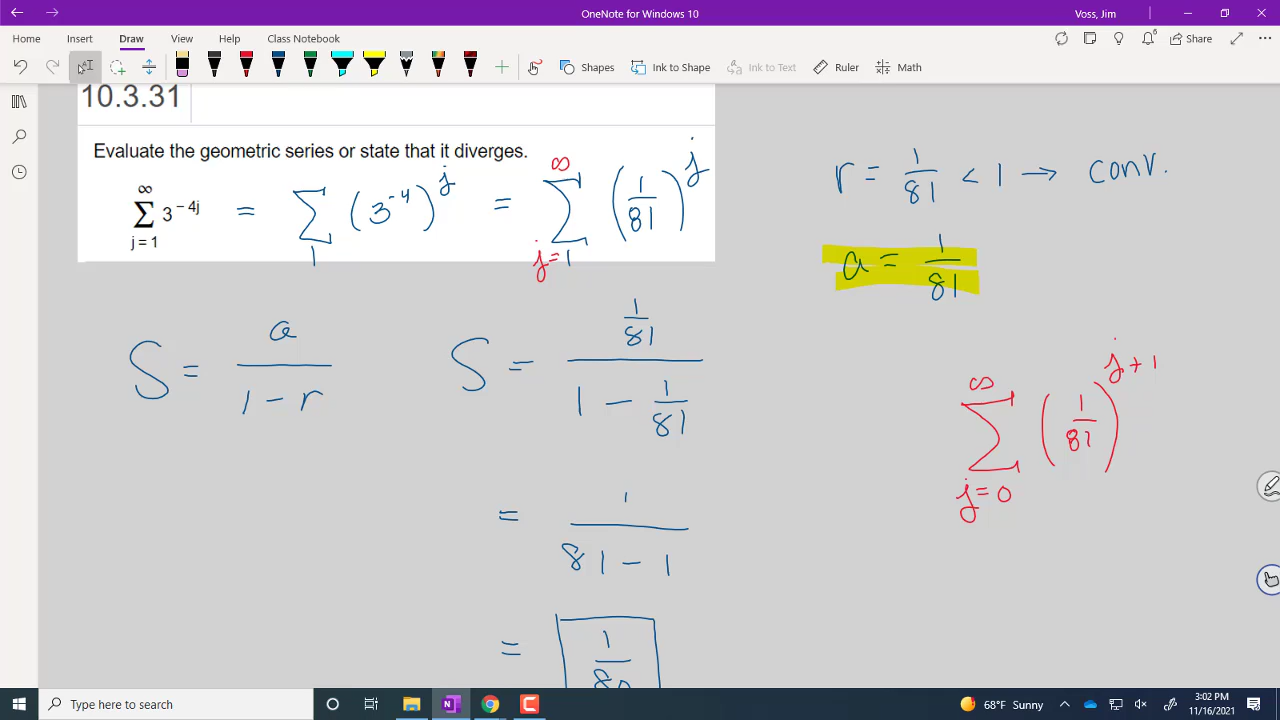 OneNote for Windows 10
Voss, Jim
Home Insert Draw View Help Class Notebook
Share
Shapes Ink to Shape Ink to Text Ruler Math
10.3.31
Evaluate the geometric series or state that it diverges.
∞ ∑ j = 1 3^(− 4j) = ∑ 1 (3^-4)^j = ∞ ∑ j=1 (1/81)^j
r = 1/81 < 1 → conv.
a = 1/81
S = a/(1 - r)
S = (1/81)/(1 - 1/81)
∞ ∑ j=0 (1/81)^(j+1)
= 1/(81 - 1)
= 1/80
Type here to search
68°F Sunny
3:02 PM
11/16/2021
6
1